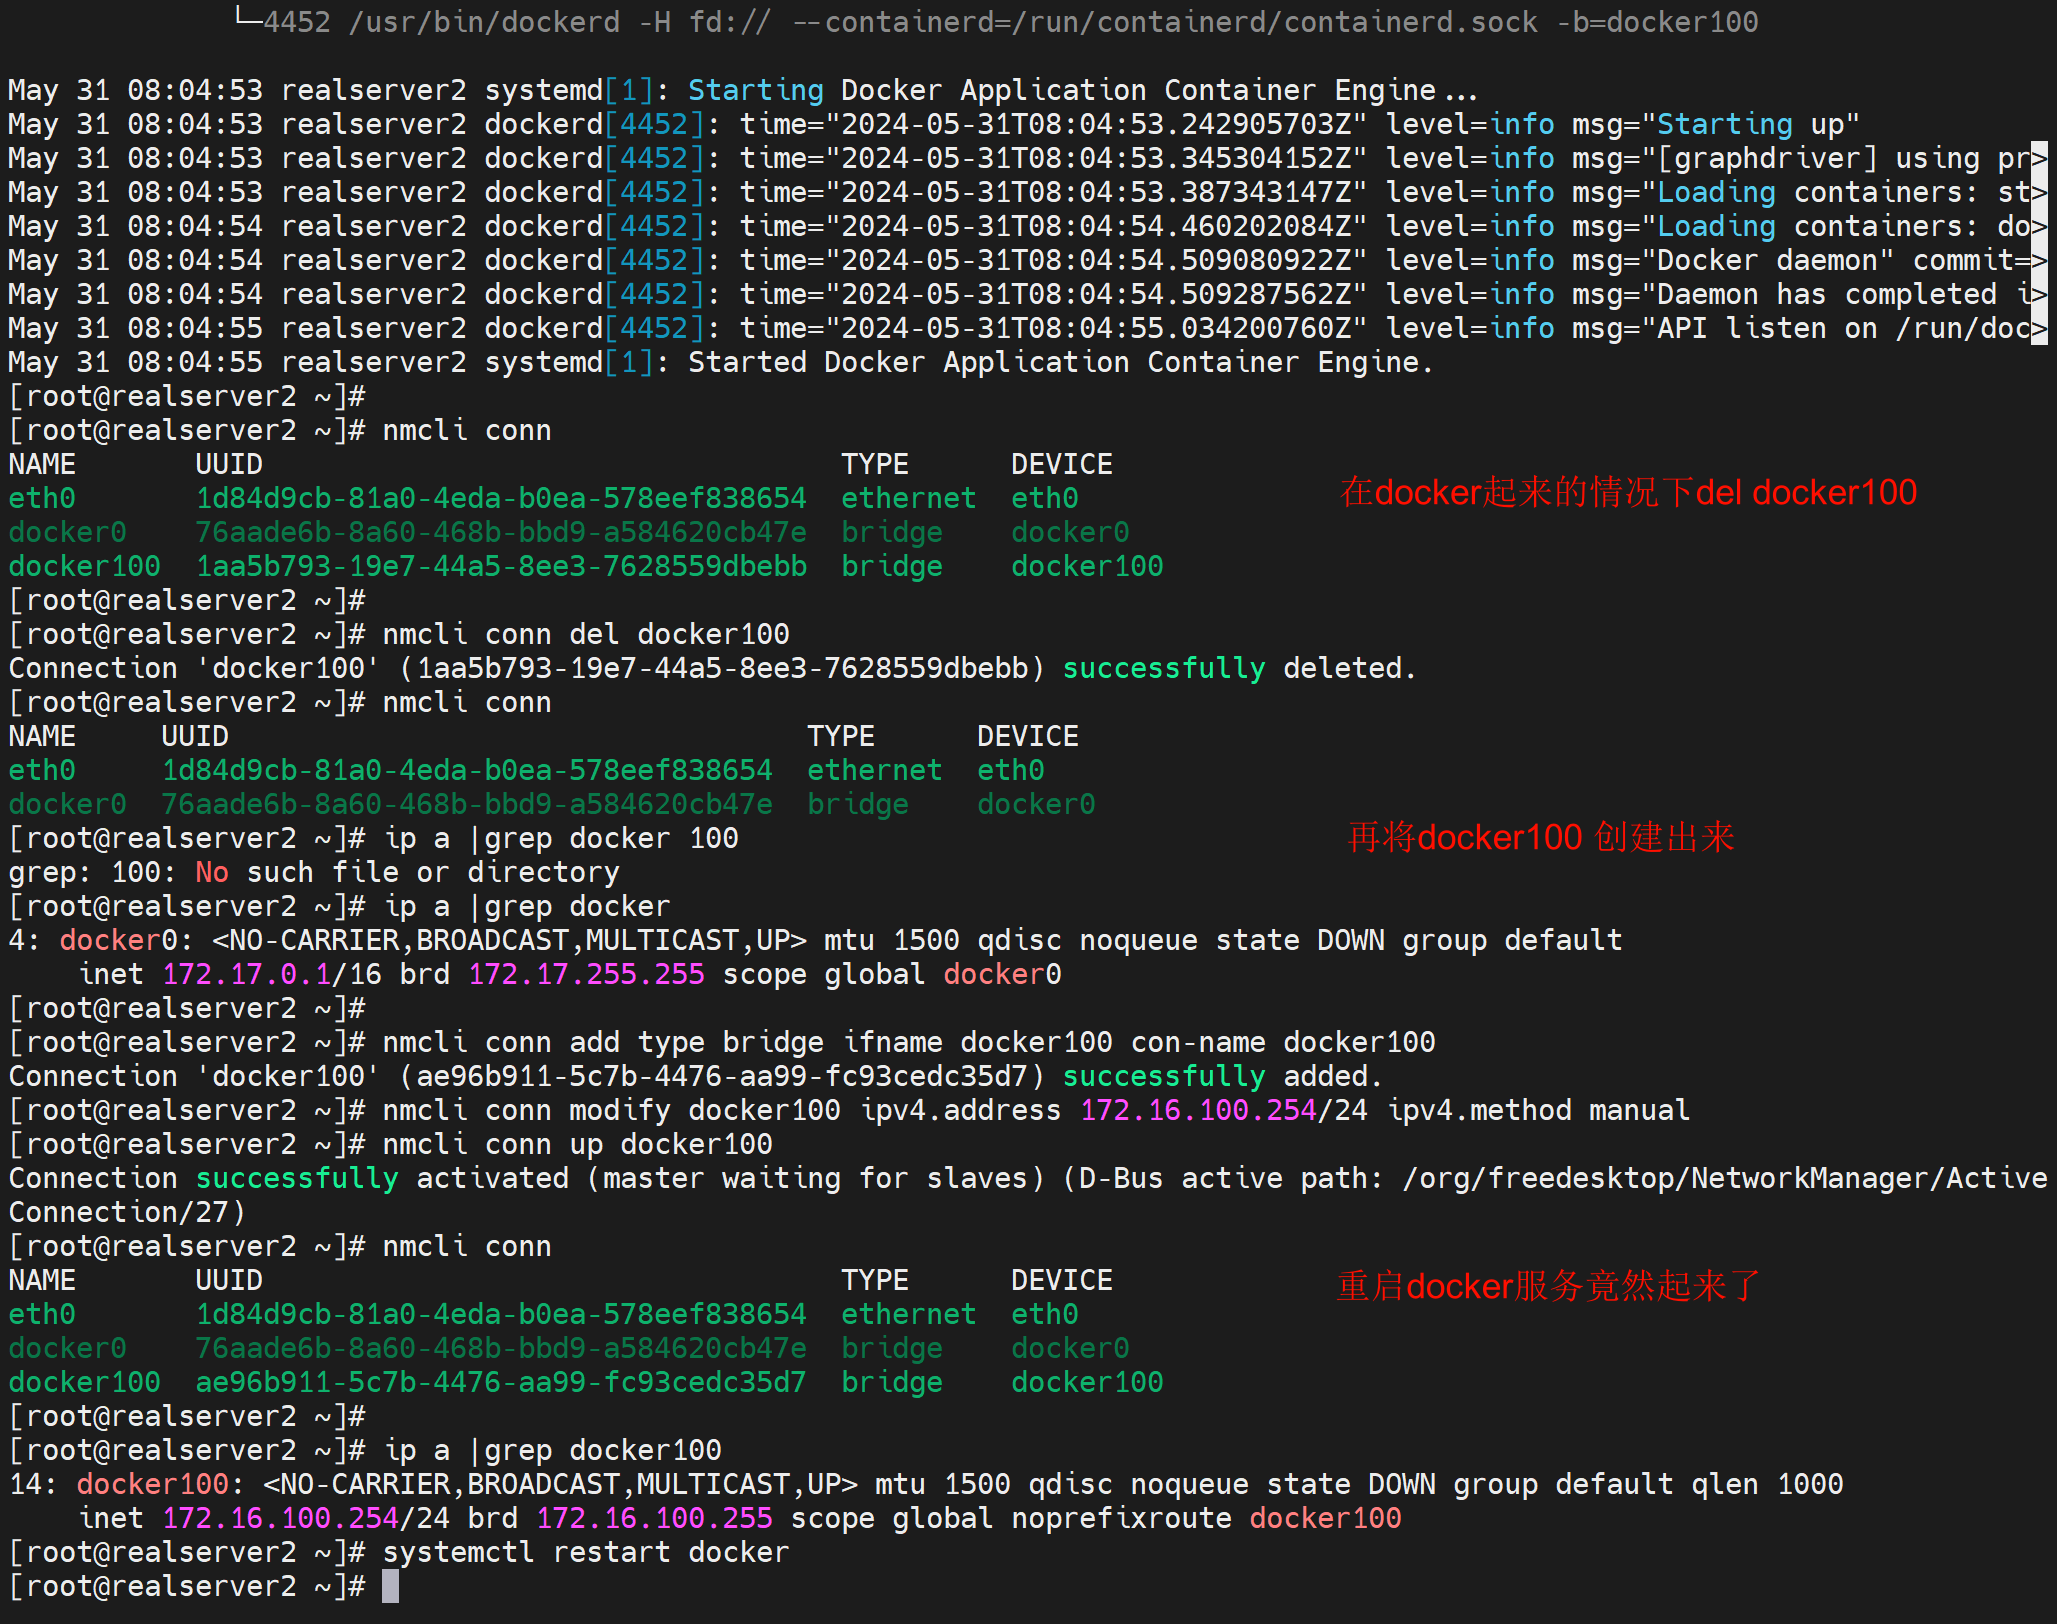 └─4452 /usr/bin/dockerd -H fd:// --containerd=/run/containerd/containerd.sock -b=docker100
May 31 08:04:53 realserver2 systemd[1]: Starting Docker Application Container Engine...
May 31 08:04:53 realserver2 dockerd[4452]: time="2024-05-31T08:04:53.242905703Z" level=info msg="Starting up"
May 31 08:04:53 realserver2 dockerd[4452]: time="2024-05-31T08:04:53.345304152Z" level=info msg="[graphdriver] using pr>
May 31 08:04:53 realserver2 dockerd[4452]: time="2024-05-31T08:04:53.387343147Z" level=info msg="Loading containers: st>
May 31 08:04:54 realserver2 dockerd[4452]: time="2024-05-31T08:04:54.460202084Z" level=info msg="Loading containers: do>
May 31 08:04:54 realserver2 dockerd[4452]: time="2024-05-31T08:04:54.509080922Z" level=info msg="Docker daemon" commit=>
May 31 08:04:54 realserver2 dockerd[4452]: time="2024-05-31T08:04:54.509287562Z" level=info msg="Daemon has completed i>
May 31 08:04:55 realserver2 dockerd[4452]: time="2024-05-31T08:04:55.034200760Z" level=info msg="API listen on /run/doc>
May 31 08:04:55 realserver2 systemd[1]: Started Docker Application Container Engine.
[root@realserver2 ~]#
[root@realserver2 ~]# nmcli conn
NAME       UUID                                  TYPE      DEVICE
eth0       1d84d9cb-81a0-4eda-b0ea-578eef838654  ethernet  eth0
在docker起来的情况下del docker100
docker0    76aade6b-8a60-468b-bbd9-a584620cb47e  bridge    docker0
docker100  1aa5b793-19e7-44a5-8ee3-7628559dbebb  bridge    docker100
[root@realserver2 ~]#
[root@realserver2 ~]# nmcli conn del docker100
Connection 'docker100' (1aa5b793-19e7-44a5-8ee3-7628559dbebb) successfully deleted.
[root@realserver2 ~]# nmcli conn
NAME     UUID                                  TYPE      DEVICE
eth0     1d84d9cb-81a0-4eda-b0ea-578eef838654  ethernet  eth0
docker0  76aade6b-8a60-468b-bbd9-a584620cb47e  bridge    docker0
[root@realserver2 ~]# ip a |grep docker 100
再将docker100 创建出来
grep: 100: No such file or directory
[root@realserver2 ~]# ip a |grep docker
4: docker0: <NO-CARRIER,BROADCAST,MULTICAST,UP> mtu 1500 qdisc noqueue state DOWN group default
    inet 172.17.0.1/16 brd 172.17.255.255 scope global docker0
[root@realserver2 ~]#
[root@realserver2 ~]# nmcli conn add type bridge ifname docker100 con-name docker100
Connection 'docker100' (ae96b911-5c7b-4476-aa99-fc93cedc35d7) successfully added.
[root@realserver2 ~]# nmcli conn modify docker100 ipv4.address 172.16.100.254/24 ipv4.method manual
[root@realserver2 ~]# nmcli conn up docker100
Connection successfully activated (master waiting for slaves) (D-Bus active path: /org/freedesktop/NetworkManager/Active
Connection/27)
[root@realserver2 ~]# nmcli conn
NAME       UUID                                  TYPE      DEVICE
重启docker服务竟然起来了
eth0       1d84d9cb-81a0-4eda-b0ea-578eef838654  ethernet  eth0
docker0    76aade6b-8a60-468b-bbd9-a584620cb47e  bridge    docker0
docker100  ae96b911-5c7b-4476-aa99-fc93cedc35d7  bridge    docker100
[root@realserver2 ~]#
[root@realserver2 ~]# ip a |grep docker100
14: docker100: <NO-CARRIER,BROADCAST,MULTICAST,UP> mtu 1500 qdisc noqueue state DOWN group default qlen 1000
    inet 172.16.100.254/24 brd 172.16.100.255 scope global noprefixroute docker100
[root@realserver2 ~]# systemctl restart docker
[root@realserver2 ~]#